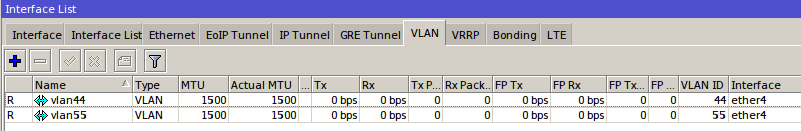 Interface List
Interface Interface List Ethernet EoIP Tunnel IP Tunnel GRE Tunnel VLAN VRRP Bonding LTE
Name Type MTU Actual MTU ... Tx Rx Tx P... Rx Pack... FP Tx FP Rx FP Tx... FP ... VLAN ID Interface
R vlan44 VLAN 1500 1500 0 bps 0 bps 0 0 0 bps 0 bps 0 0 44 ether4
R vlan55 VLAN 1500 1500 0 bps 0 bps 0 0 0 bps 0 bps 0 0 55 ether4